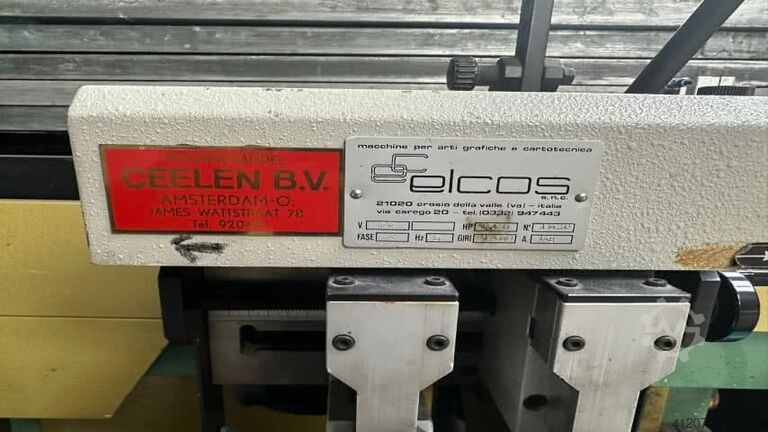 CEELEN B.V.
AMSTERDAM-O.
JAMES WATTSTRAAT 78
Tel.
macchine per arti grafiche e cartotecnica
elcos
s.n.c.
21020 crosio della valle (va) - italia
via carego 20 - tel. (0332) 947443
V HP N°
FASE Hz GIRI A.